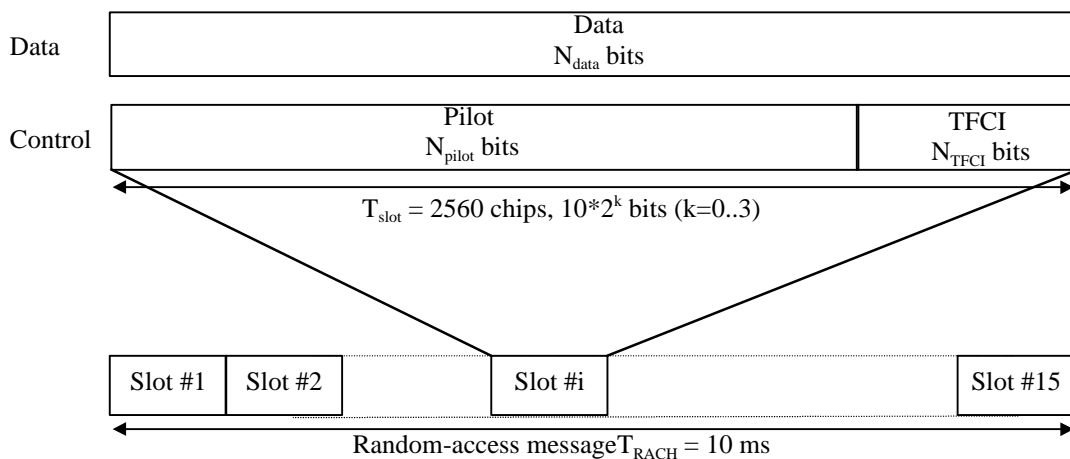 Data
Data
N_data bits
Control
Pilot
N_pilot bits
TFCI
N_TFCI bits
T_slot = 2560 chips, 10*2^k bits (k=0..3)
Slot #1
Slot #2
Slot #i
Slot #15
Random-access messageT_RACH = 10 ms